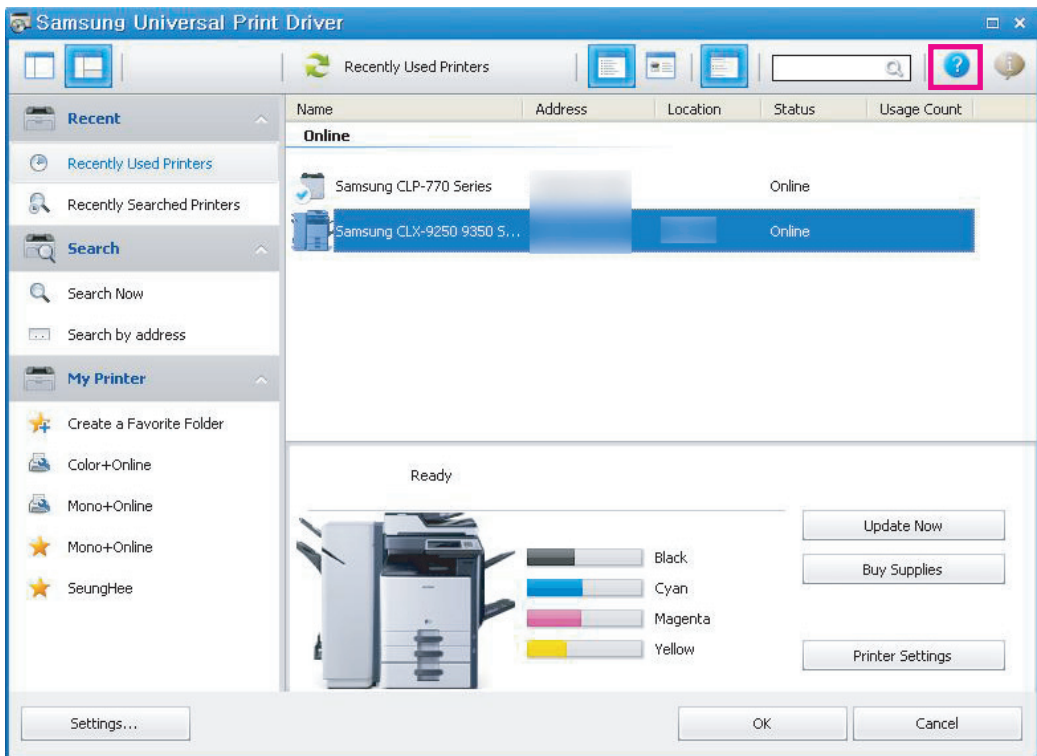 Samsung Universal Print Driver
Recently Used Printers
Recent
Recently Used Printers
Recently Searched Printers
Search
Search Now
Search by address
My Printer
Create a Favorite Folder
Color+Online
Mono+Online
Mono+Online
SeungHee
Name Address Location Status Usage Count
Online
Samsung CLP-770 Series Online
Samsung CLX-9250 9350 S... Online
Ready
Black
Cyan
Magenta
Yellow
Update Now
Buy Supplies
Printer Settings
Settings... OK Cancel